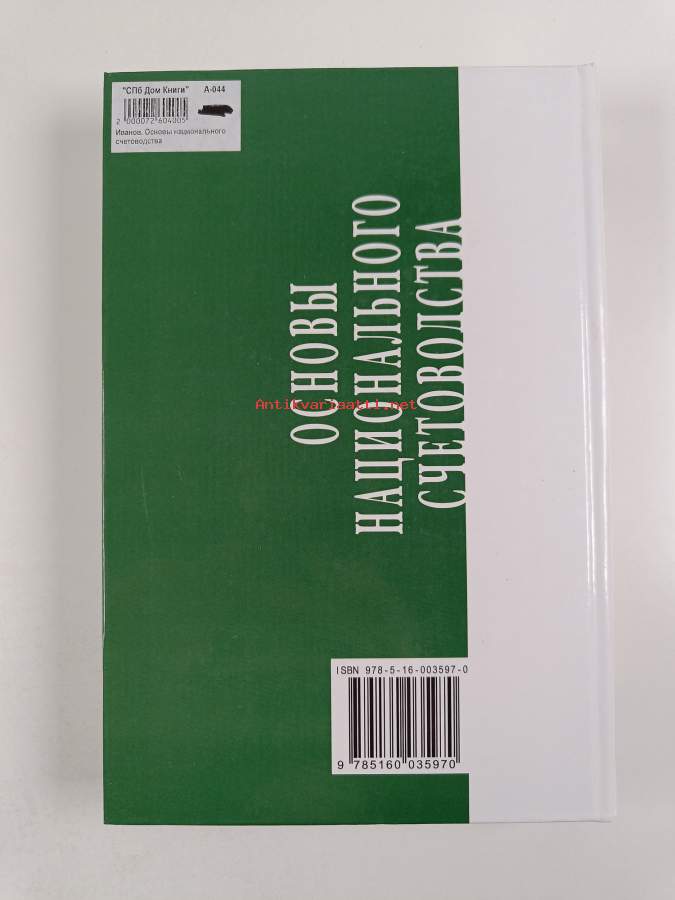 "СПб Дом Книги" А-044
2 000072 604005
Иванов. Основы национального
счетоводства
ОСНОВЫ
НАЦИОНАЛЬНОГО
СЧЕТОВОДСТВА
Antikvariaatti.net
ISBN 978-5-16-003597-0
9 785160 035970